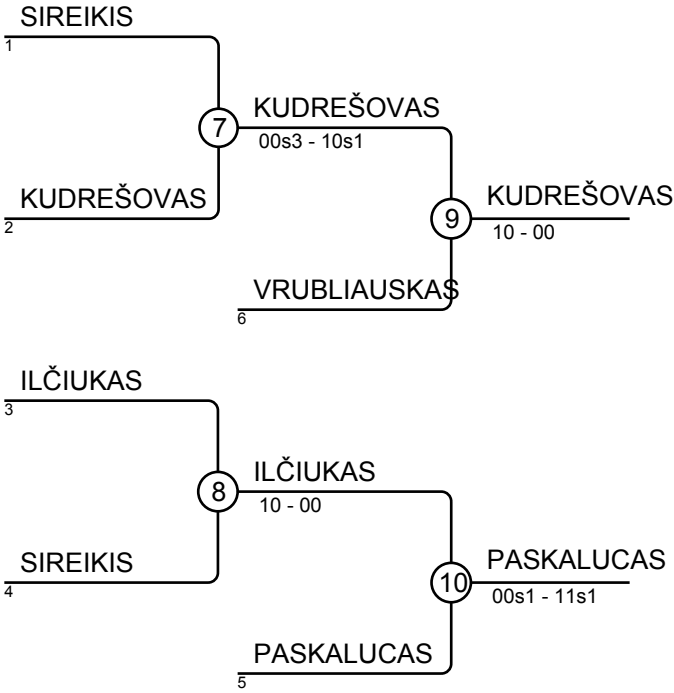 SIREIKIS
1
7
KUDREŠOVAS
00s3 - 10s1
KUDREŠOVAS
2
9
KUDREŠOVAS
10 - 00
VRUBLIAUSKAS
6
ILČIUKAS
3
8
ILČIUKAS
10 - 00
SIREIKIS
4
10
PASKALUCAS
00s1 - 11s1
PASKALUCAS
5